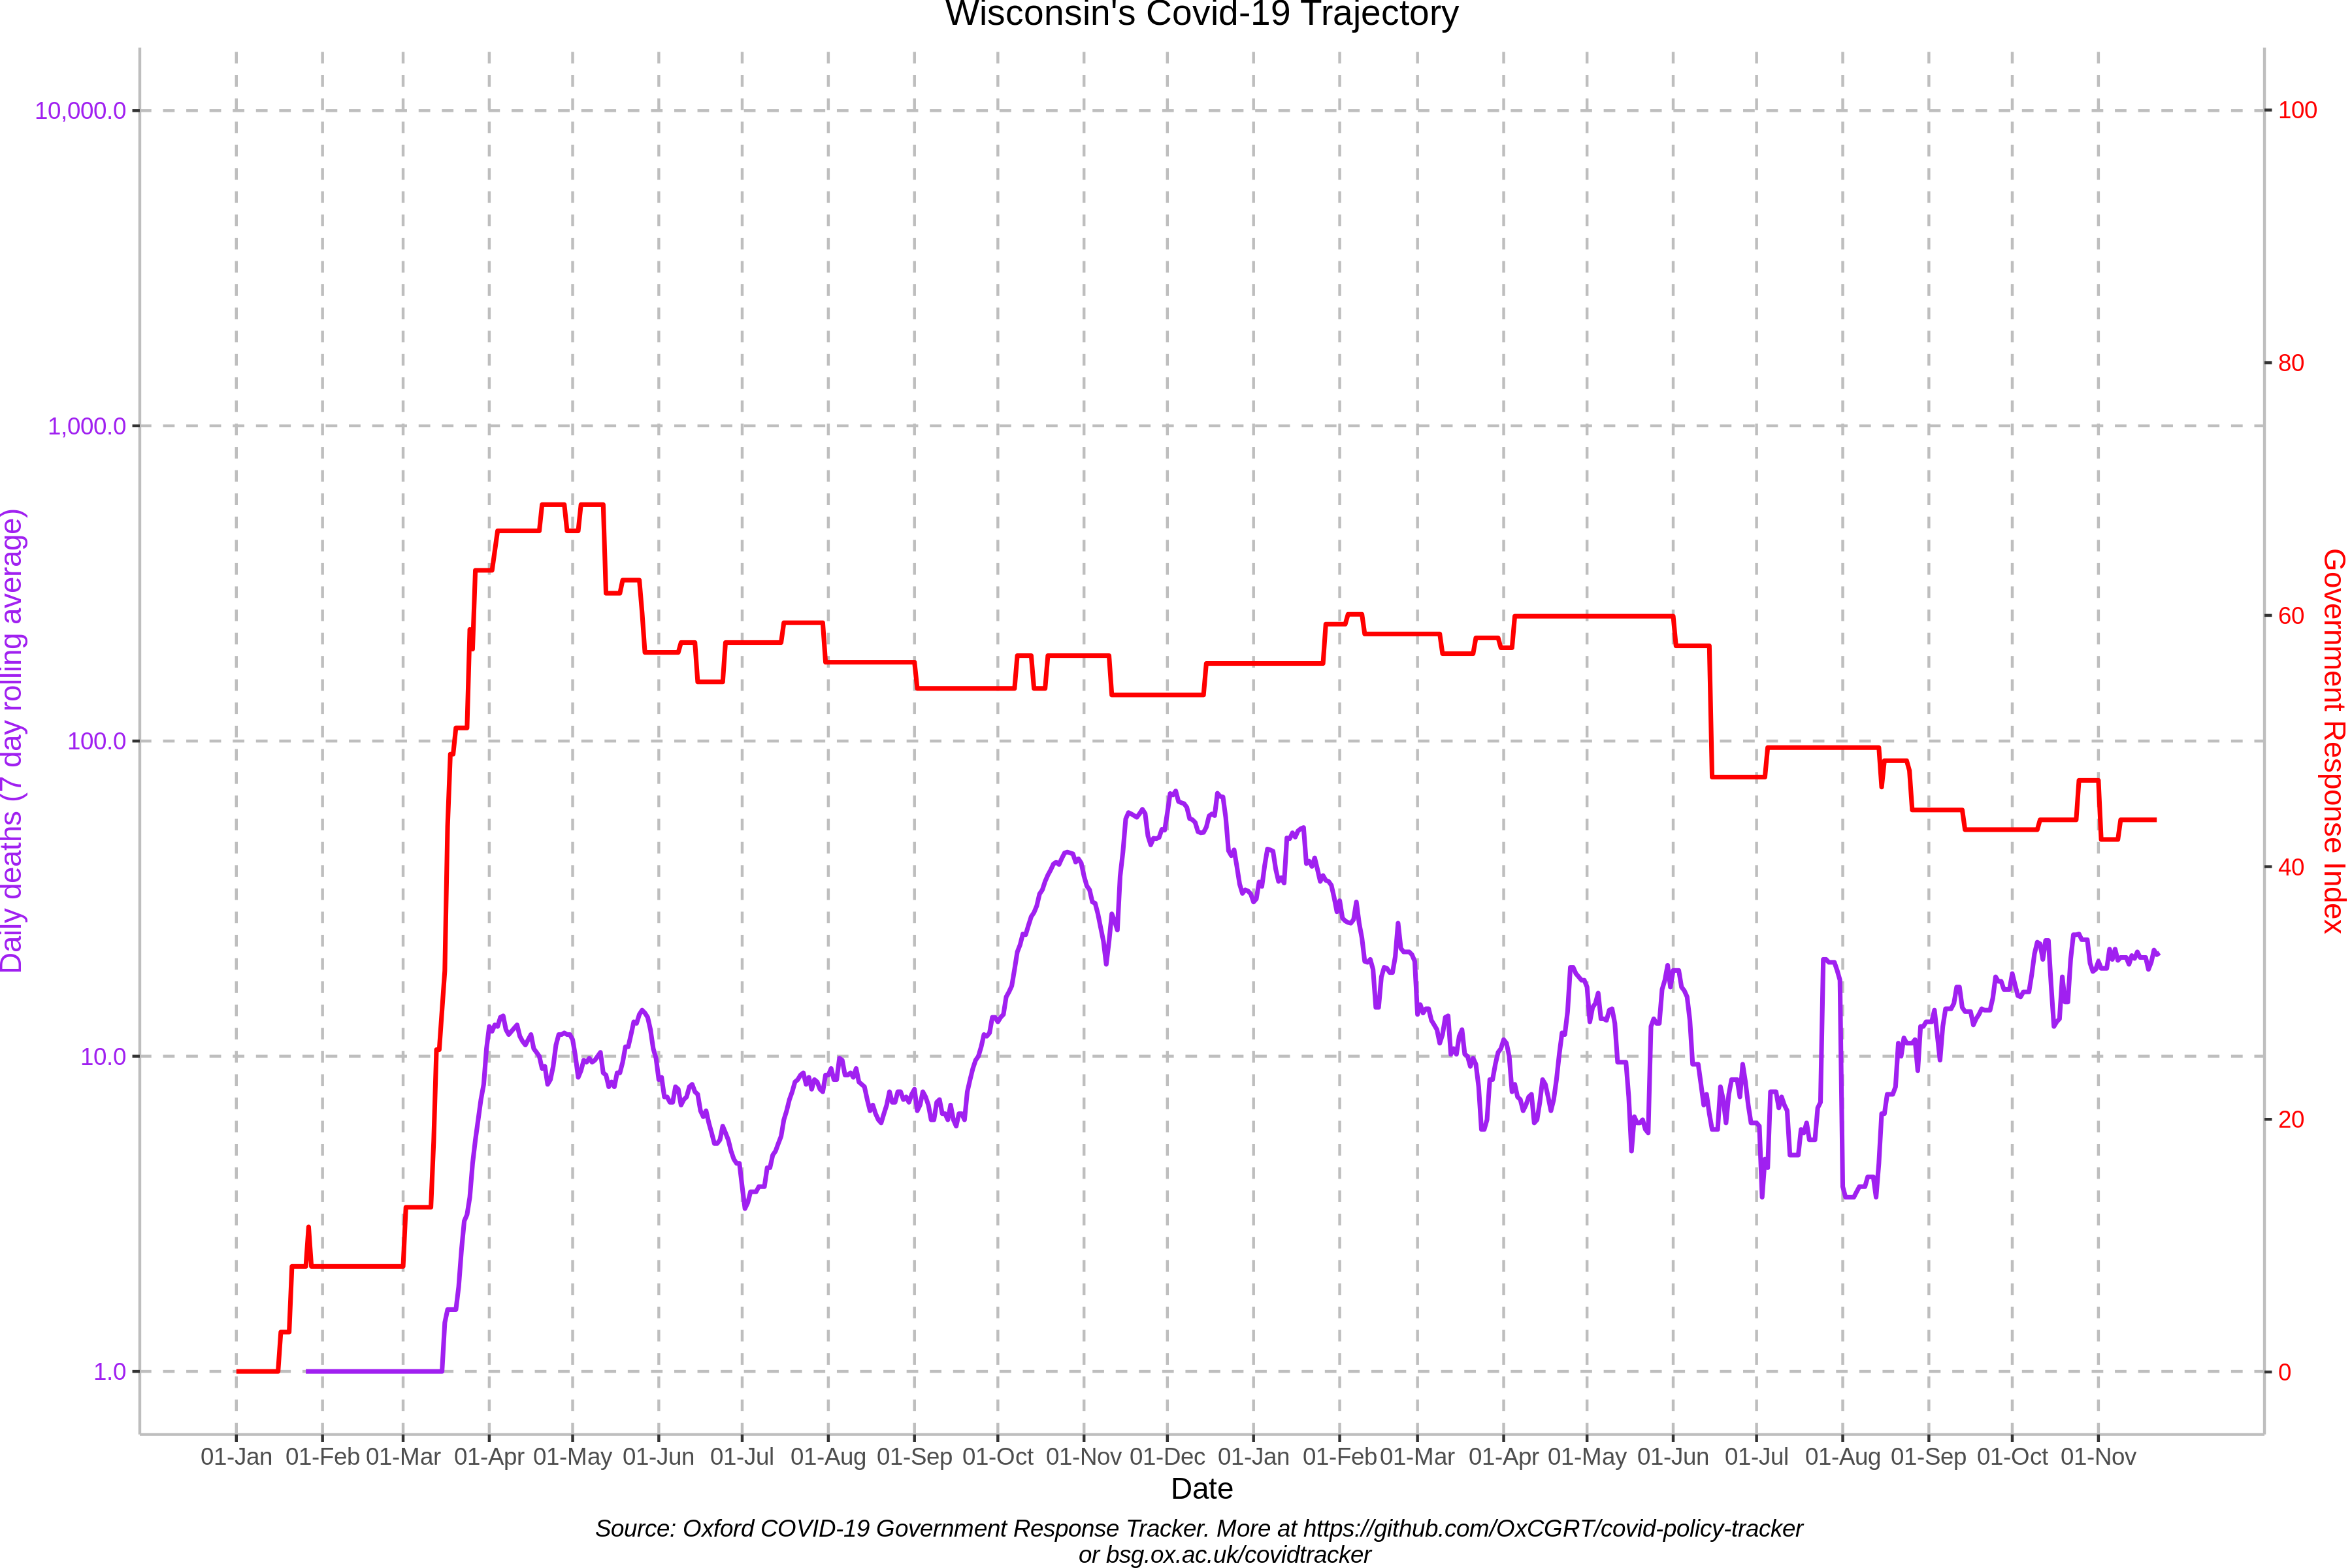 Wisconsin's Covid-19 Trajectory
10,000.0
1,000.0
100.0
10.0
1.0
Daily deaths (7 day rolling average)
100
80
60
40
20
0
Government Response Index
01-Jan 01-Feb 01-Mar 01-Apr 01-May 01-Jun 01-Jul 01-Aug 01-Sep 01-Oct 01-Nov 01-Dec 01-Jan 01-Feb 01-Mar 01-Apr 01-May 01-Jun 01-Jul 01-Aug 01-Sep 01-Oct 01-Nov
Date
Source: Oxford COVID-19 Government Response Tracker. More at https://github.com/OxCGRT/covid-policy-tracker
or bsg.ox.ac.uk/covidtracker